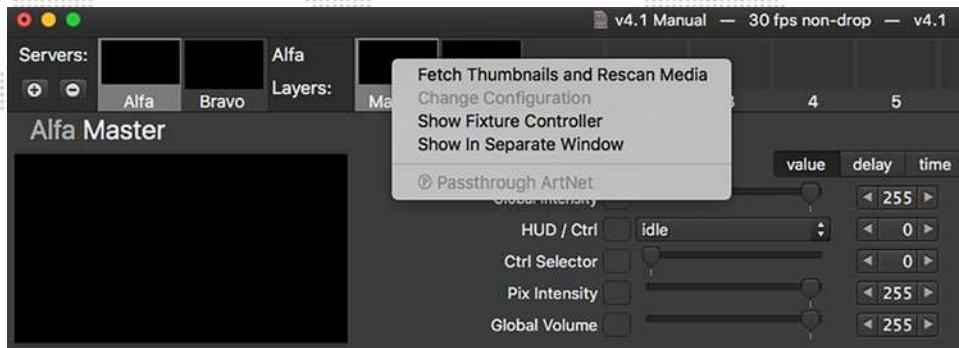 v4.1 Manual — 30 fps non-drop — v4.1
Servers:
Alfa
Bravo
Alfa
Layers:
Fetch Thumbnails and Rescan Media
Change Configuration
Show Fixture Controller
Show In Separate Window
Ⓟ Passthrough ArtNet
4
5
Alfa Master
value delay time
Global Intensity 255
HUD / Ctrl idle 0
Ctrl Selector 0
Pix Intensity 255
Global Volume 255